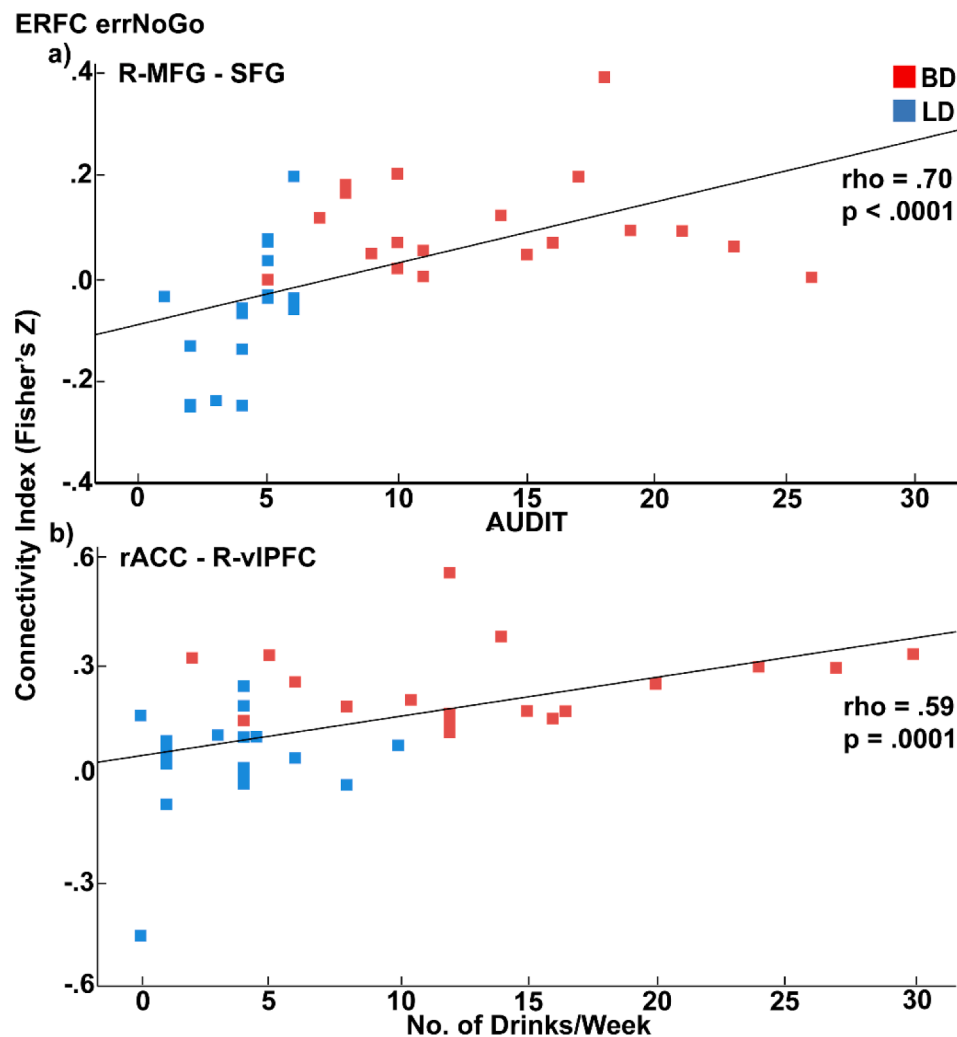 ERFC errNoGo
a)
R-MFG - SFG
BD
LD
rho = .70
p < .0001
.4
.2
.0
-.2
-.4
0 5 10 15 20 25 30
AUDIT
Connectivity Index (Fisher's Z)
b)
rACC - R-vlPFC
rho = .59
p = .0001
.6
.3
.0
-.3
-.6
0 5 10 15 20 25 30
No. of Drinks/Week